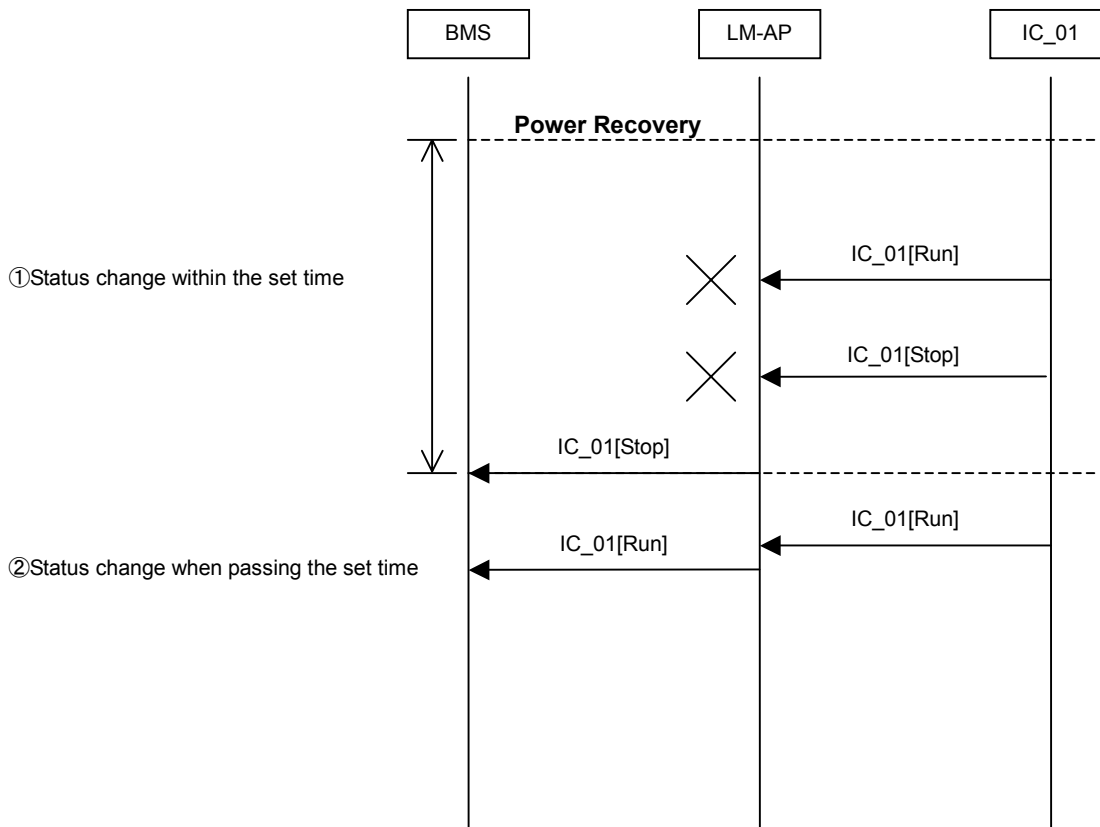 BMS
LM-AP
IC_01
Power Recovery
IC_01[Run]
①Status change within the set time
IC_01[Stop]
IC_01[Stop]
IC_01[Run]
IC_01[Run]
②Status change when passing the set time